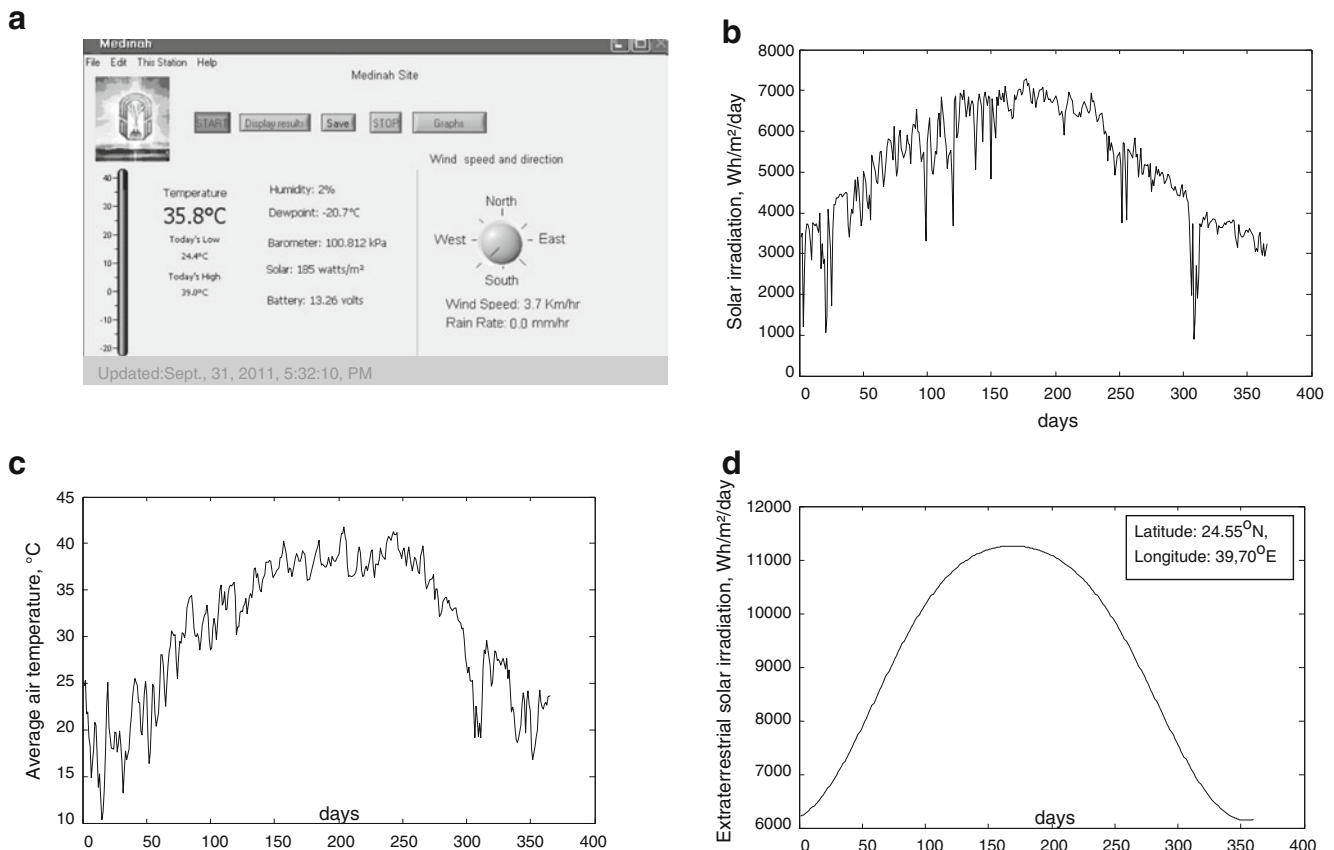 a
Medinah
File Edit This Station Help
Medinah Site
START Display results Save STOP Graphs
Wind speed and direction
40-
30-
20-
10-
0-
-10-
-20-
Temperature
35.8°C
Today's Low
24.4°C
Today's High
39.0°C
Humidity: 2%
Dewpoint: -20.7°C
Barometer: 100.812 kPa
Solar: 185 watts/m²
Battery: 13.26 volts
North
West East
South
Wind Speed: 3.7 Km/hr
Rain Rate: 0.0 mm/hr
Updated:Sept., 31, 2011, 5:32:10, PM
b
Solar irradiation, Wh/m²/day
8000
7000
6000
5000
4000
3000
2000
1000
0
0 50 100 150 200 250 300 350 400
days
c
Average air temperature, °C
45
40
35
30
25
20
15
10
days
0 50 100 150 200 250 300 350 400
d
Extraterrestrial solar irradiation, Wh/m²/day
12000
11000
10000
9000
8000
7000
6000
Latitude: 24.55°N,
Longitude: 39,70°E
days
0 50 100 150 200 250 300 350 400